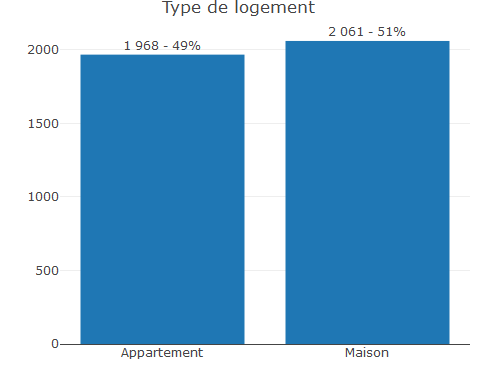 Type de logement
1 968 - 49%
2 061 - 51%
2000
1500
1000
500
0
Appartement
Maison